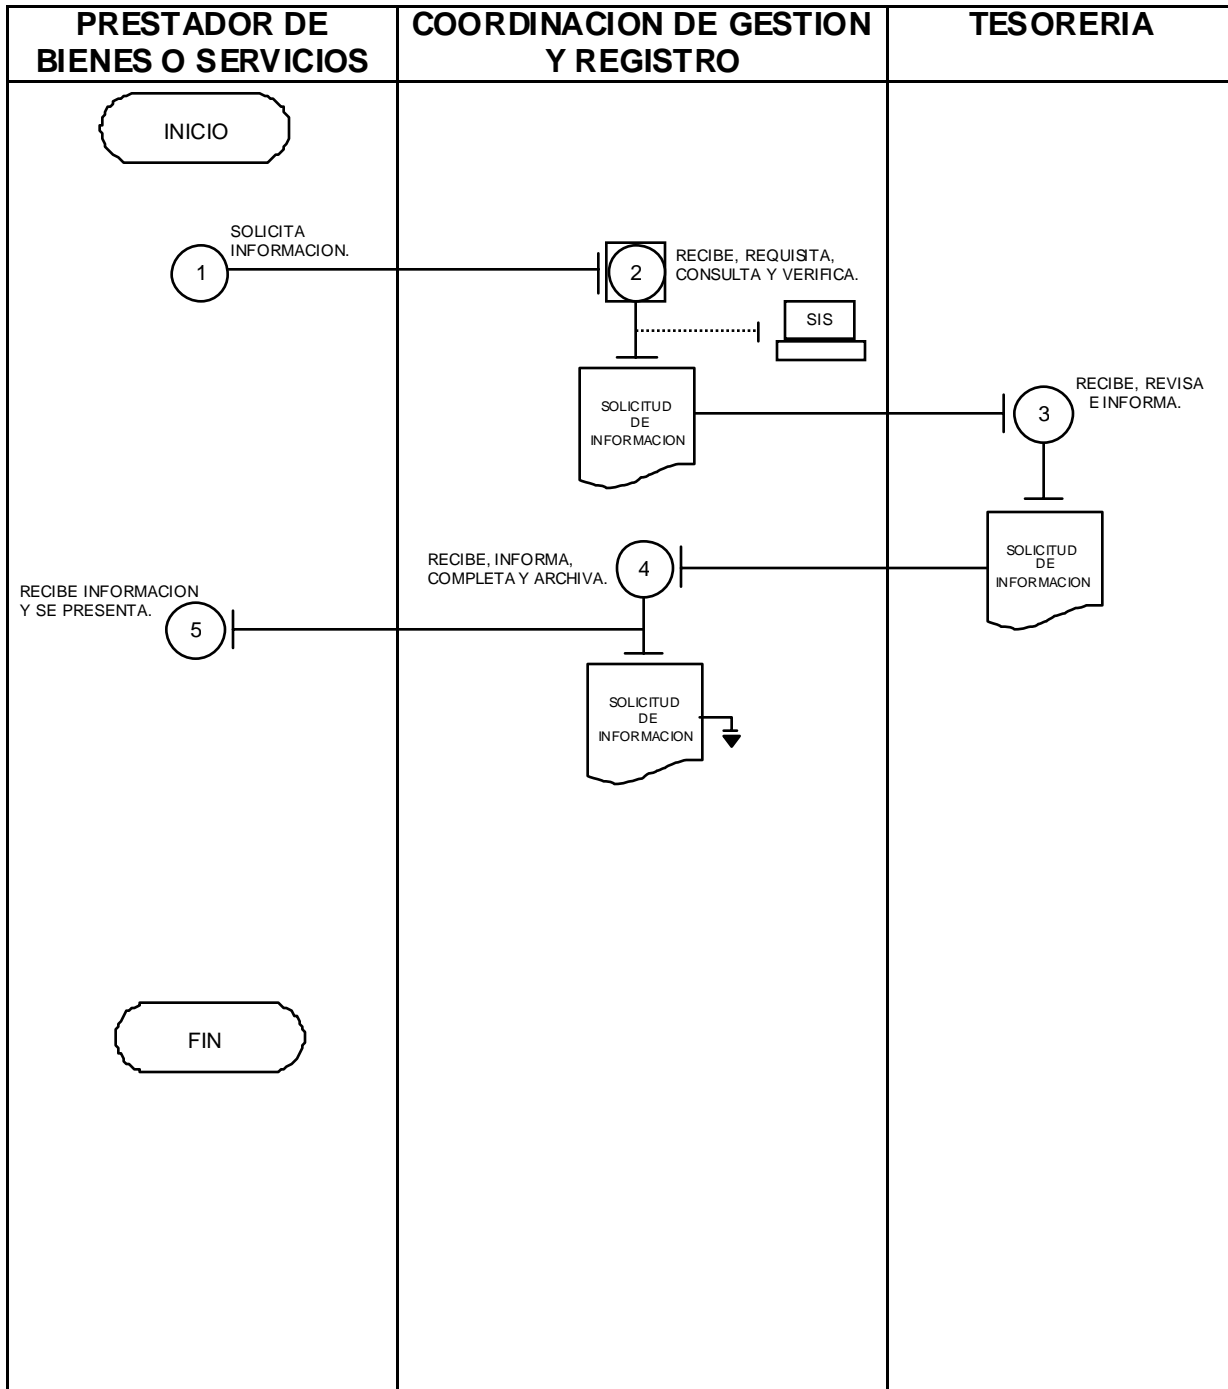 PRESTADOR DE
BIENES O SERVICIOS
COORDINACION DE GESTION
Y REGISTRO
TESORERIA
INICIO
SOLICITA
INFORMACION.
1
2
RECIBE, REQUISITA,
CONSULTA Y VERIFICA.
SIS
SOLICITUD
DE
INFORMACION
3
RECIBE, REVISA
E INFORMA.
SOLICITUD
DE
INFORMACION
RECIBE, INFORMA,
COMPLETA Y ARCHIVA.
4
RECIBE INFORMACION
Y SE PRESENTA.
5
SOLICITUD
DE
INFORMACION
FIN